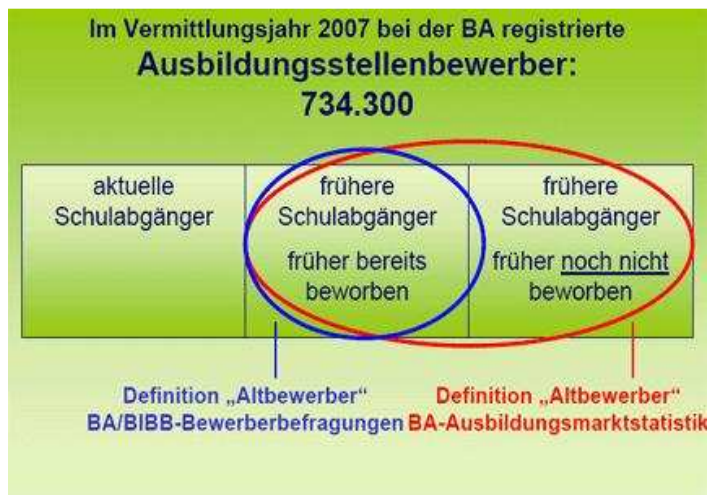 Im Vermittlungsjahr 2007 bei der BA registrierte
Ausbildungsstellenbewerber:
734.300
aktuelle
Schulabgänger
frühere
Schulabgänger
früher bereits
beworben
frühere
Schulabgänger
früher noch nicht
beworben
Definition „Altbewerber“
BA/BIBB-Bewerberbefragungen
Definition „Altbewerber“
BA-Ausbildungsmarktstatistik